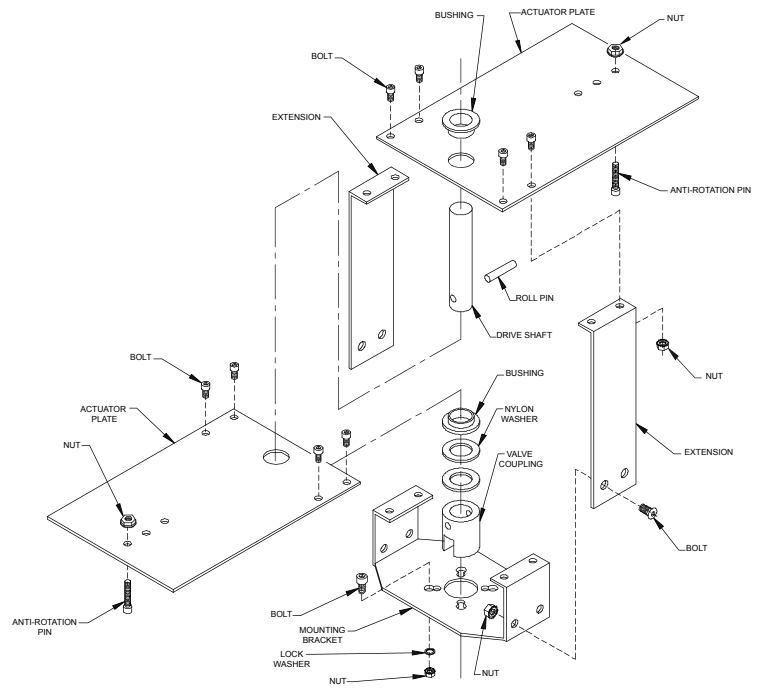 ACTUATOR PLATE
BUSHING
NUT
BOLT
EXTENSION
ANTI-ROTATION PIN
ROLL PIN
DRIVE SHAFT
BOLT
BUSHING
NUT
ACTUATOR
PLATE
NYLON
WASHER
NUT
VALVE
COUPLING
EXTENSION
BOLT
ANTI-ROTATION
PIN
BOLT
MOUNTING
BRACKET
LOCK
WASHER
NUT
NUT